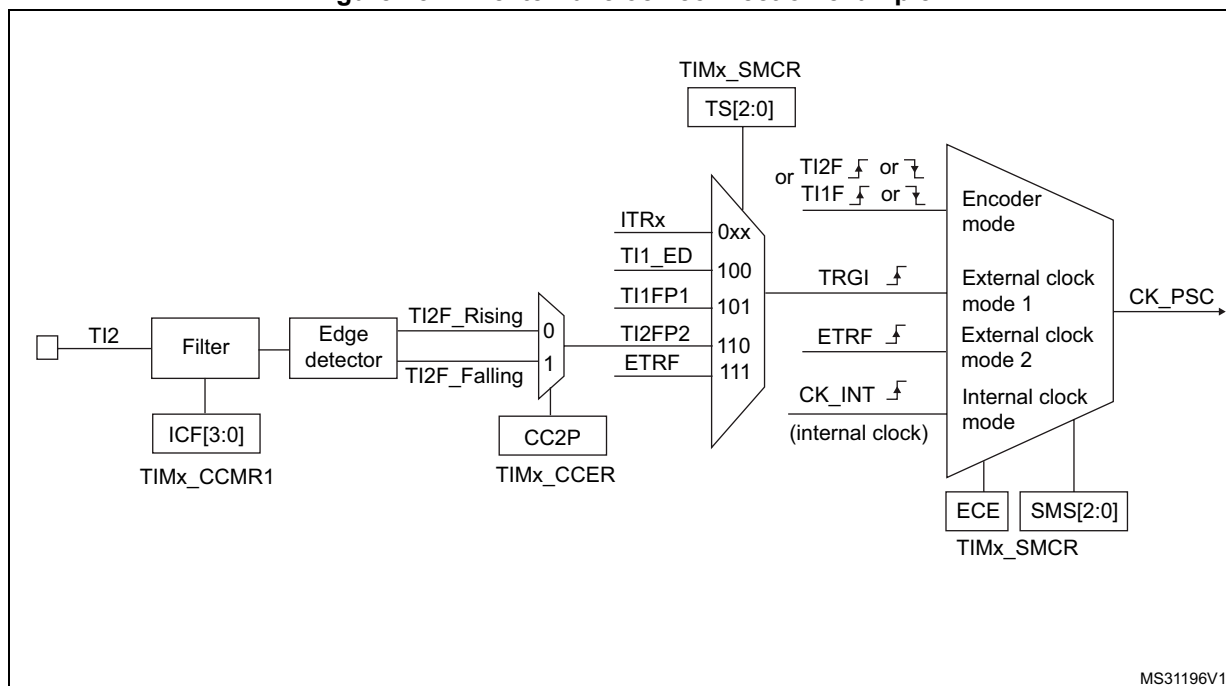 TIMx_SMCR
TS[2:0]
or TI2F or
TI1F or
Encoder
mode
ITRx
0xx
TI1_ED
100
TRGI
External clock
mode 1
CK_PSC
TI1FP1
101
TI2
Filter
Edge
detector
TI2F_Rising
0
TI2F_Falling
1
TI2FP2
110
ETRF
111
ETRF
External clock
mode 2
CK_INT
(internal clock)
Internal clock
mode
ICF[3:0]
TIMx_CCMR1
CC2P
TIMx_CCER
ECE
SMS[2:0]
TIMx_SMCR
MS31196V1